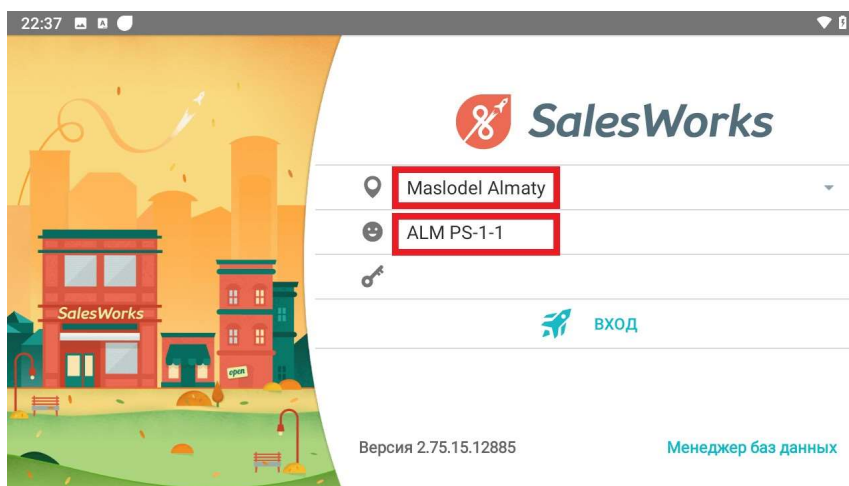 22:37
SalesWorks
Maslodel Almaty
ALM PS-1-1
ВХОД
SalesWorks
open
Версия 2.75.15.12885
Менеджер баз данных